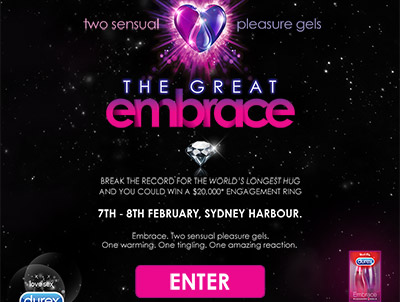 two sensual pleasure gels
THE GREAT
embrace
BREAK THE RECORD FOR THE WORLD'S LONGEST HUG
AND YOU COULD WIN A $20,000* ENGAGEMENT RING
7TH - 8TH FEBRUARY, SYDNEY HARBOUR.
Embrace. Two sensual pleasure gels.
One warming. One tingling. One amazing reaction.
ENTER
love sex
durex
durex
Embrace